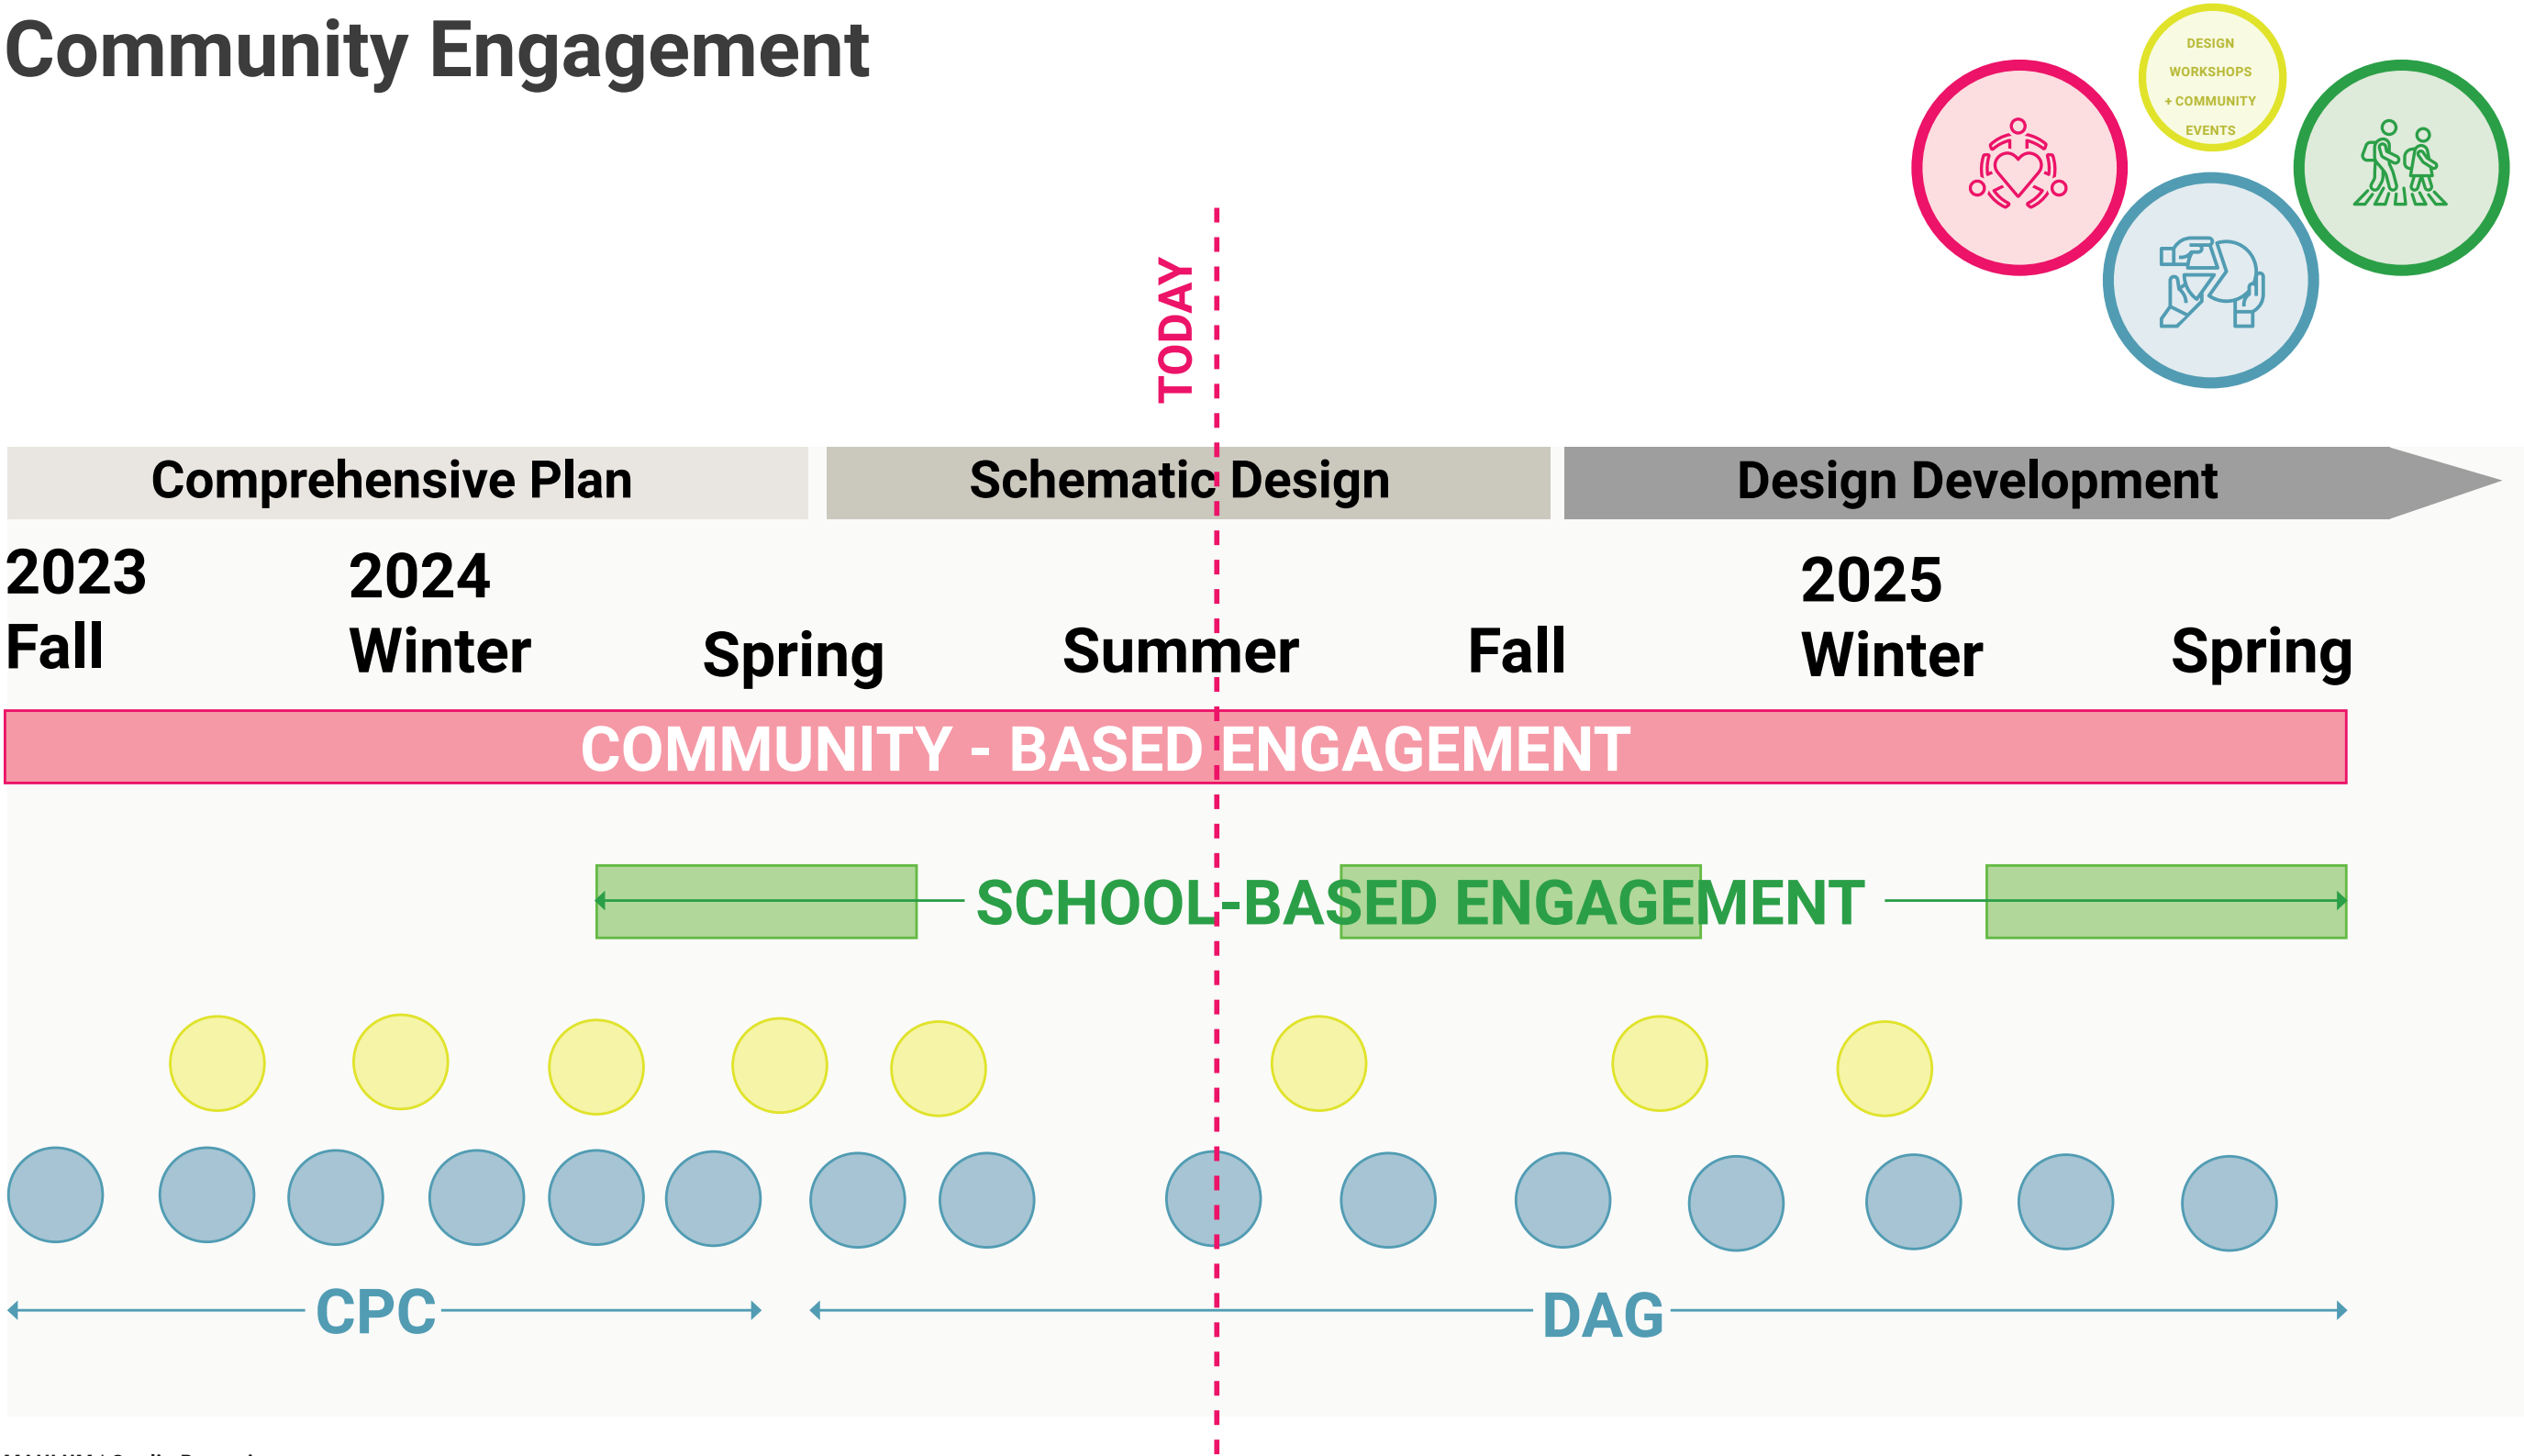 Community Engagement
DESIGN
WORKSHOPS
+ COMMUNITY
EVENTS
TODAY
Comprehensive Plan
Schematic Design
Design Development
2023
Fall
2024
Winter
Spring
Summer
Fall
2025
Winter
Spring
COMMUNITY - BASED ENGAGEMENT
SCHOOL-BASED ENGAGEMENT
CPC
DAG